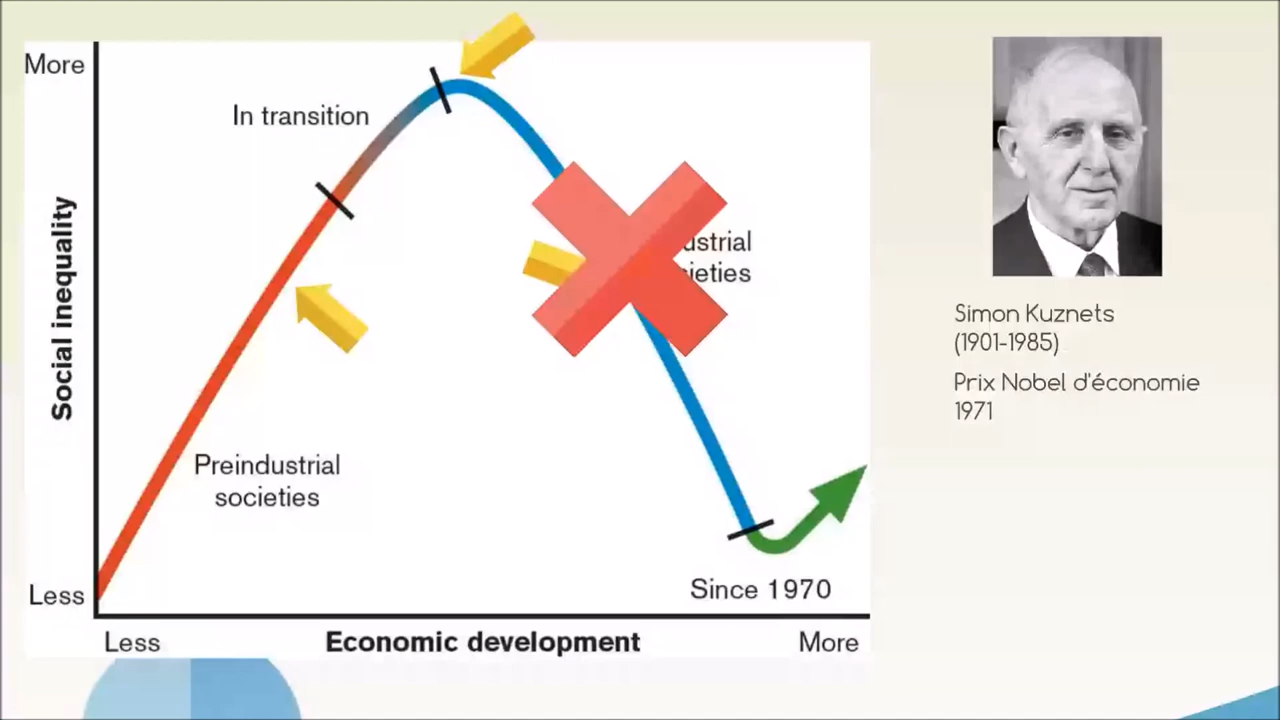 More
In transition
Social inequality
Preindustrial
societies
Less
Since 1970
Less
Economic development
More
Simon Kuznets
(1901-1985)
Prix Nobel d'économie
1971